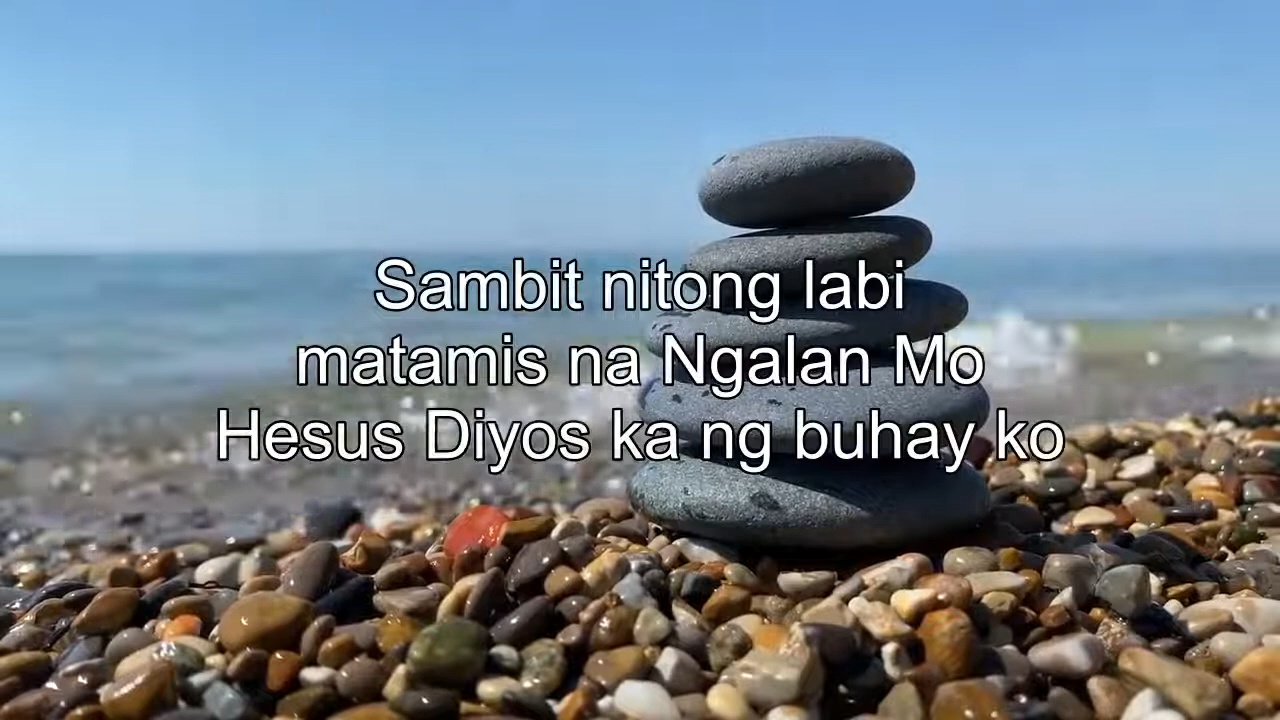 Sambit nitong labi
matamis na Ngalan Mo
Hesus Diyos ka ng buhay ko